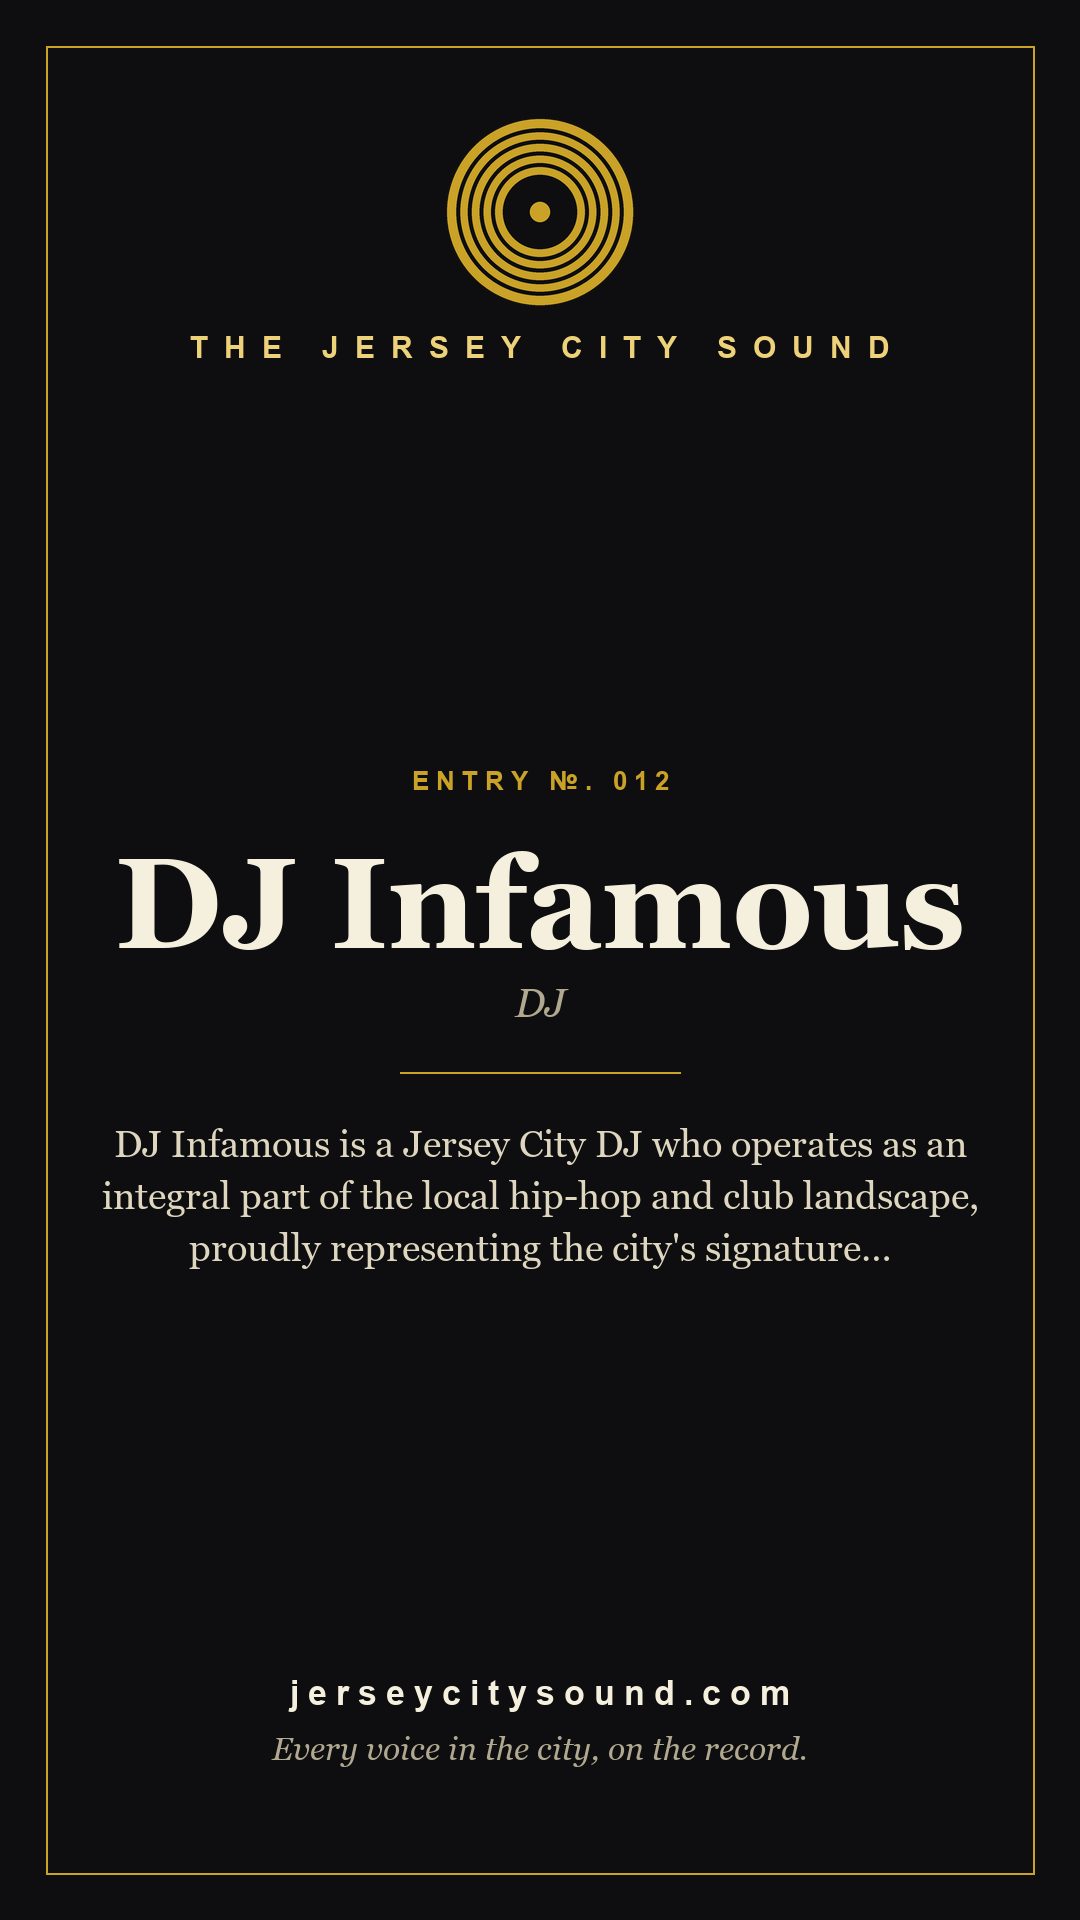 THE JERSEY CITY SOUND
ENTRY №. 012
DJ Infamous
DJ
DJ Infamous is a Jersey City DJ who operates as an
integral part of the local hip-hop and club landscape,
proudly representing the city's signature...
jerseycitysound.com
Every voice in the city, on the record.